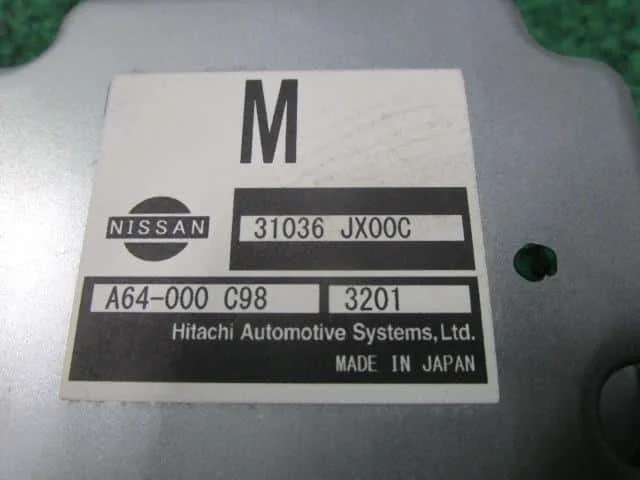 M
NISSAN
31036 JX00C
A64-000 C98 3201
Hitachi Automotive Systems, Ltd.
MADE IN JAPAN